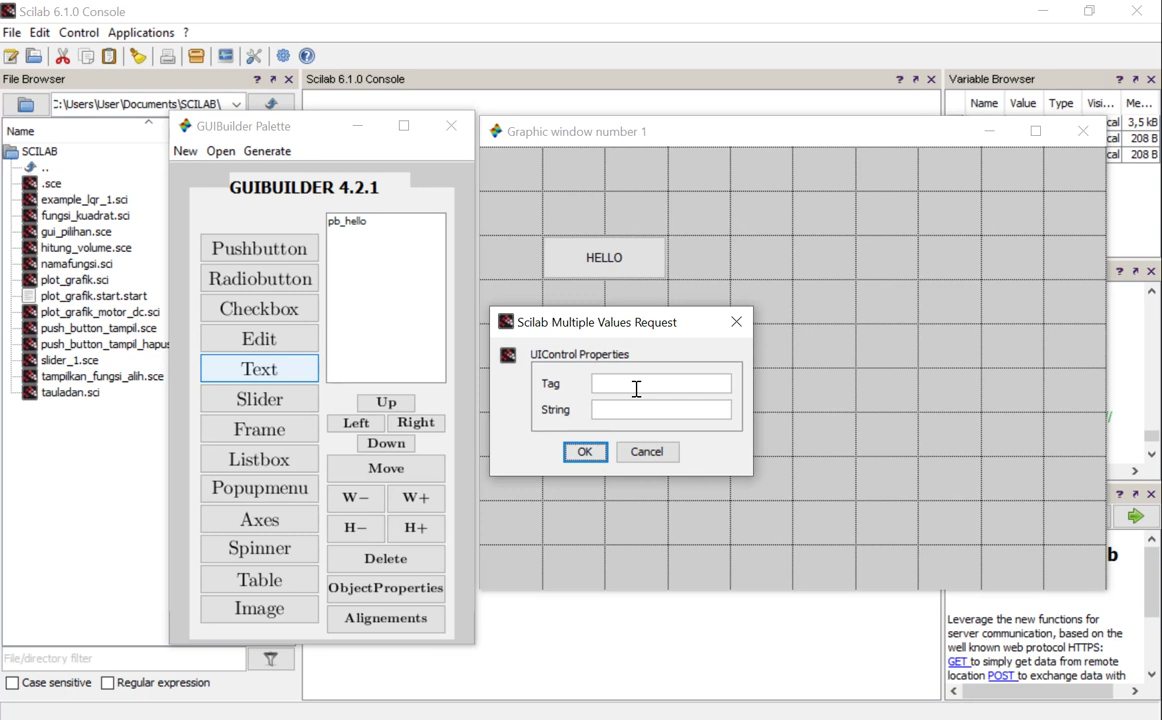 Scilab 6.1.0 Console
File Edit Control Applications ?
File Browser ? Scilab 6.1.0 Console ? Variable Browser ?
:\Users\User\Documents\SCILAB\
Name
SCILAB
..
.sce
example_lqr_1.sci
fungsi_kuadrat.sci
gui_pilihan.sce
hitung_volume.sce
namafungsi.sci
plot_grafik.sci
plot_grafik.start.start
plot_grafik_motor_dc.sci
push_button_tampil.sce
push_button_tampil_hapus
slider_1.sce
tampilkan_fungsi_alih.sce
tauladan.sci
File/directory filter
Case sensitive Regular expression
GUIBuilder Palette
New Open Generate
GUIBUILDER 4.2.1
pb_hello
Pushbutton
Radiobutton
Checkbox
Edit
Text
Slider
Frame
Listbox
Popupmenu
Axes
Spinner
Table
Image
Up
Left Right
Down
Move
W− W+
H− H+
Delete
ObjectProperties
Alignements
Graphic window number 1
HELLO
Scilab Multiple Values Request
UIControl Properties
Tag
String
OK Cancel
Name Value Type Visi... Me...
cal 3,5 kB
cal 208 B
cal 208 B
?
/
?
b
Leverage the new functions for
server communication, based on the
well known web protocol HTTPS:
GET to simply get data from remote
location POST to exchange data with